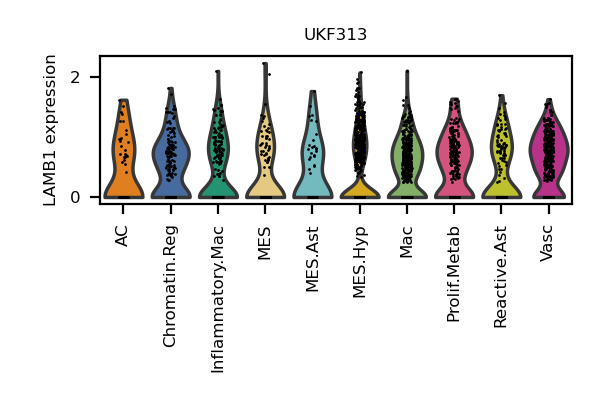 UKF313
LAMB1 expression
2
0
AC
Chromatin.Reg
Inflammatory.Mac
MES
MES.Ast
MES.Hyp
Mac
Prolif.Metab
Reactive.Ast
Vasc